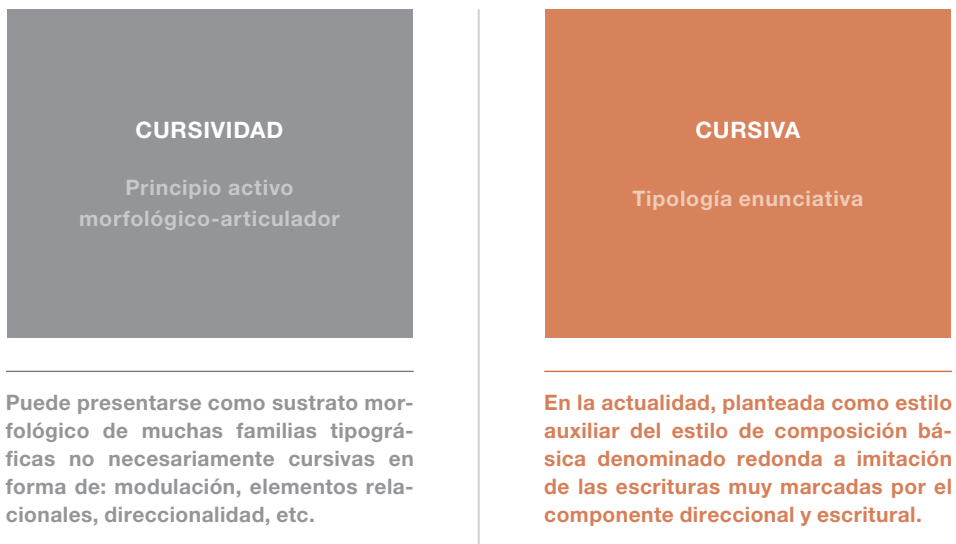 CURSIVIDAD
Principio activo
morfológico-articulador
Puede presentarse como sustrato mor-
fológico de muchas familias tipográ-
ficas no necesariamente cursivas en
forma de: modulación, elementos rela-
cionales, direccionalidad, etc.
CURSIVA
Tipología enunciativa
En la actualidad, planteada como estilo
auxiliar del estilo de composición bá-
sica denominado redonda a imitación
de las escrituras muy marcadas por el
componente direccional y escritural.